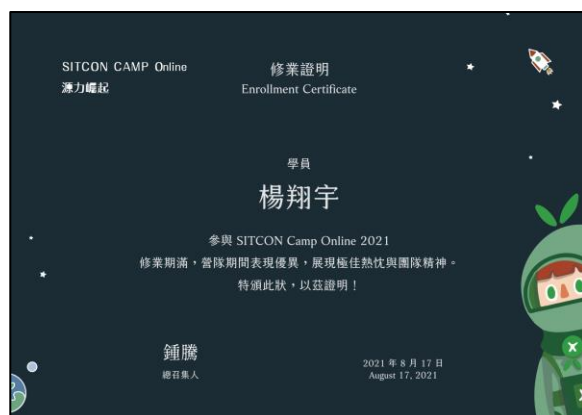 SITCON CAMP Online
源力崛起
修業證明
Enrollment Certificate
學員
楊翔宇
參與 SITCON Camp Online 2021
修業期滿，營隊期間表現優異，展現極佳熱忱與團隊精神。
特頒此狀，以茲證明！
鍾騰
總召集人
2021 年 8 月 17 日
August 17, 2021